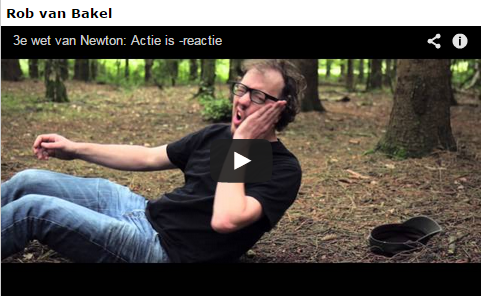 Rob van Bakel
3e wet van Newton: Actie is -reactie